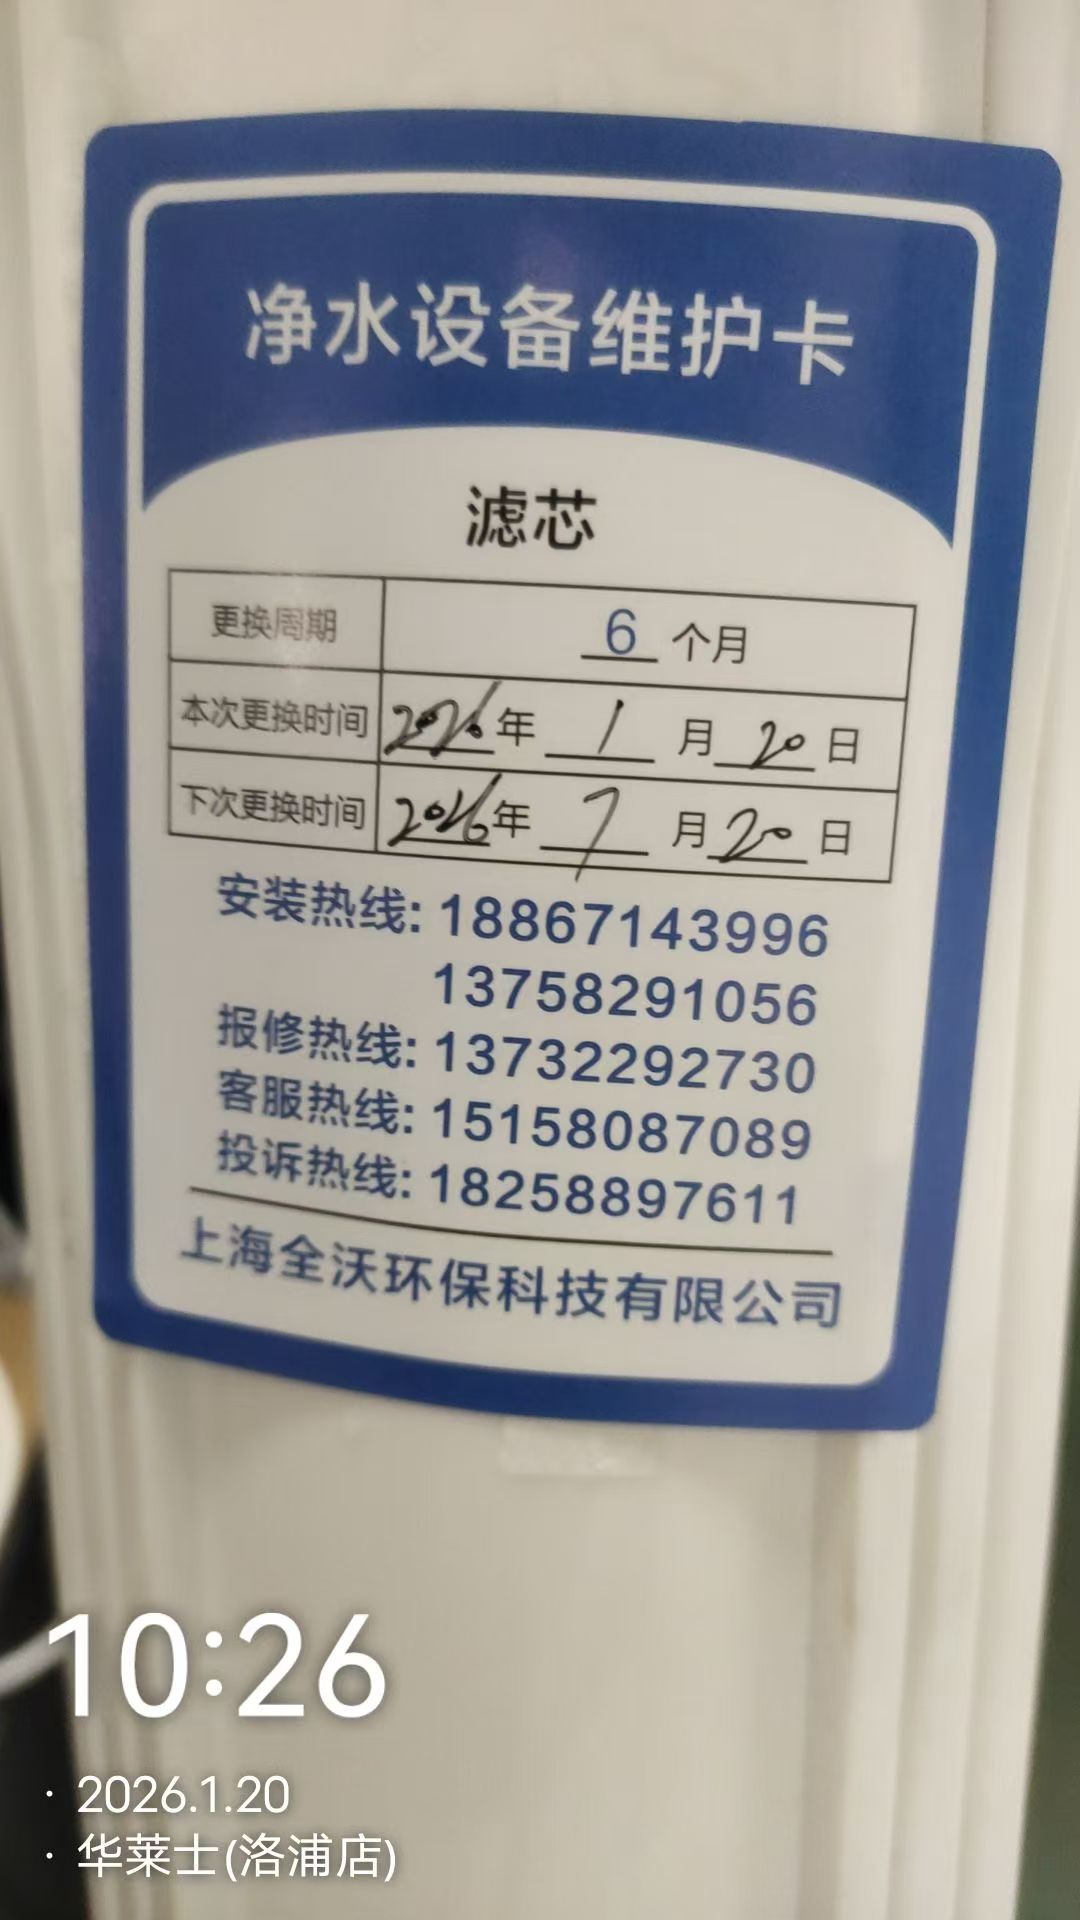 净水设备维护卡
滤芯
更换周期 6 个月
本次更换时间 2026年 1 月 20 日
下次更换时间 2026年 7 月 20 日
安装热线: 18867143996
13758291056
报修热线: 13732292730
客服热线: 15158087089
投诉热线: 18258897611
上海全沃环保科技有限公司
10:26
· 2026.1.20
· 华莱士(洛浦店)